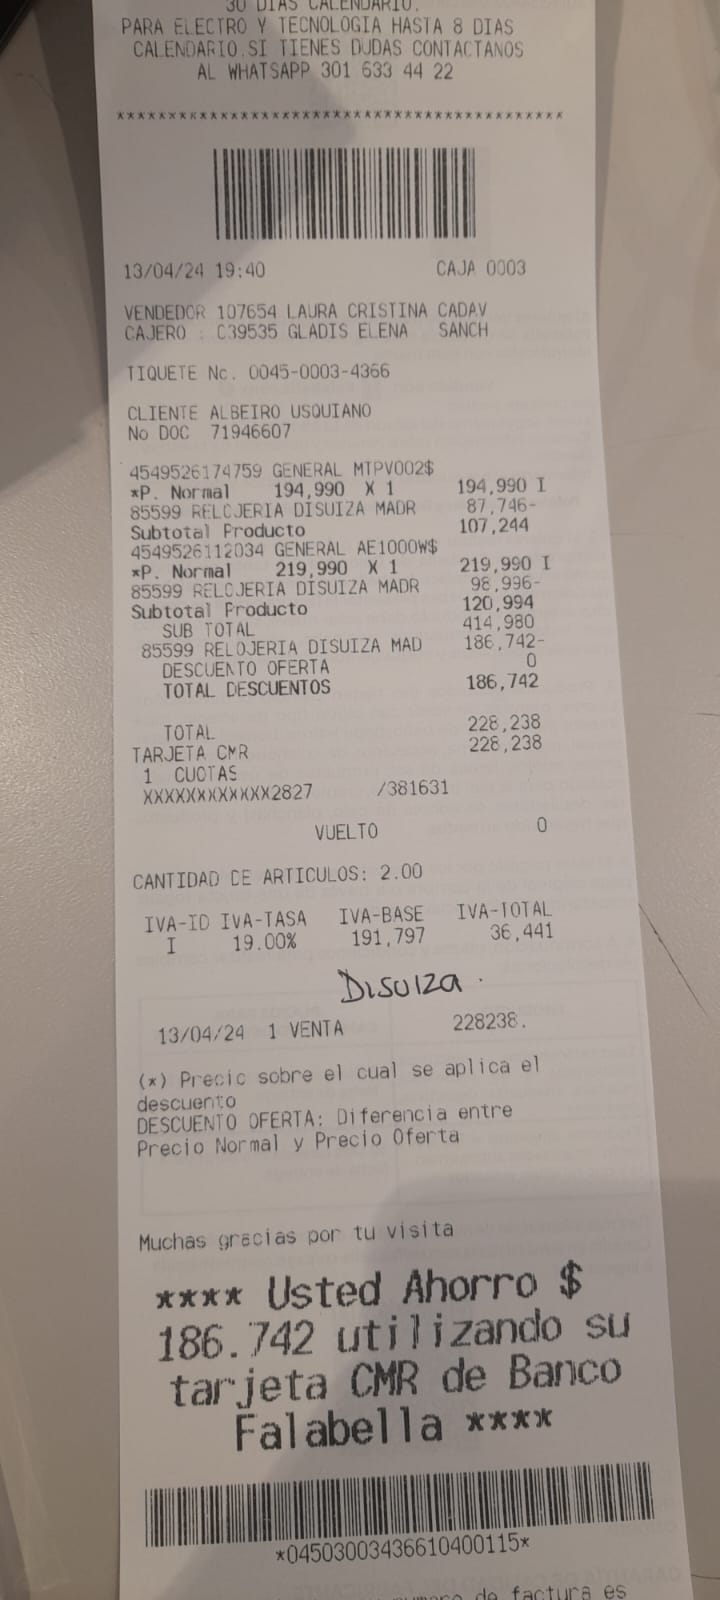 30 DIAS CALENDARIO.
PARA ELECTRO Y TECNOLOGIA HASTA 8 DIAS
CALENDARIO.SI TIENES DUDAS CONTACTANOS
AL WHATSAPP 301 633 44 22
*******************************************
13/04/24 19:40 CAJA 0003
VENDEDOR 107654 LAURA CRISTINA CADAV
CAJERO : C39535 GLADIS ELENA SANCH
TIQUETE Nc. 0045-0003-4366
CLIENTE ALBEIRO USQUIANO
No DOC 71946607
4549526174759 GENERAL MTPV002$
*P. Normal 194,990 X 1 194,990 I
85599 RELOJERIA DISUIZA MADR 87,746-
Subtotal Producto 107,244
4549526112034 GENERAL AE1000W$
*P. Normal 219,990 X 1 219,990 I
85599 RELOJERIA DISUIZA MADR 98,996-
Subtotal Producto 120,994
SUB TOTAL 414,980
85599 RELOJERIA DISUIZA MAD 186,742-
DESCUENTO OFERTA 0
TOTAL DESCUENTOS 186,742
TOTAL 228,238
TARJETA CMR 228,238
1 CUOTAS
XXXXXXXXXXXX2827 /381631
VUELTO 0
CANTIDAD DE ARTICULOS: 2.00
IVA-ID IVA-TASA IVA-BASE IVA-TOTAL
I 19.00% 191,797 36,441
DISUIZA.
13/04/24 1 VENTA 228238.
(*) Precio sobre el cual se aplica el
descuento
DESCUENTO OFERTA: Diferencia entre
Precio Normal y Precio Oferta
Muchas gracias por tu visita
**** Usted Ahorro $
186.742 utilizando su
tarjeta CMR de Banco
Falabella ****
*04503003436610400115*
de factura es